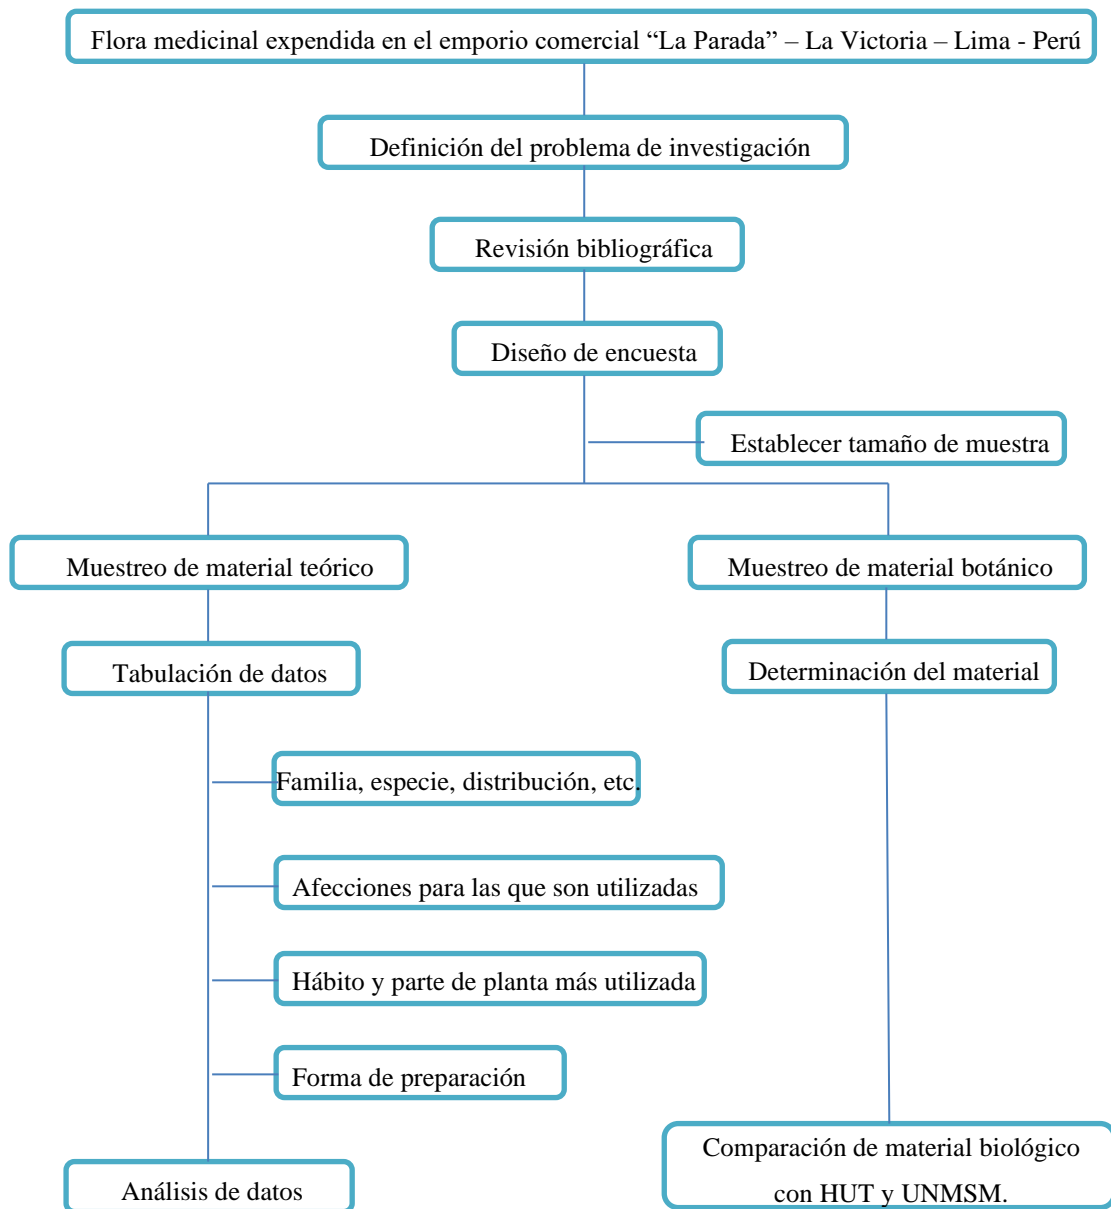 Flora medicinal expendida en el emporio comercial “La Parada” – La Victoria – Lima - Perú
Definición del problema de investigación
Revisión bibliográfica
Diseño de encuesta
Establecer tamaño de muestra
Muestreo de material teórico
Muestreo de material botánico
Tabulación de datos
Determinación del material
Familia, especie, distribución, etc.
Afecciones para las que son utilizadas
Hábito y parte de planta más utilizada
Forma de preparación
Análisis de datos
Comparación de material biológico
con HUT y UNMSM.